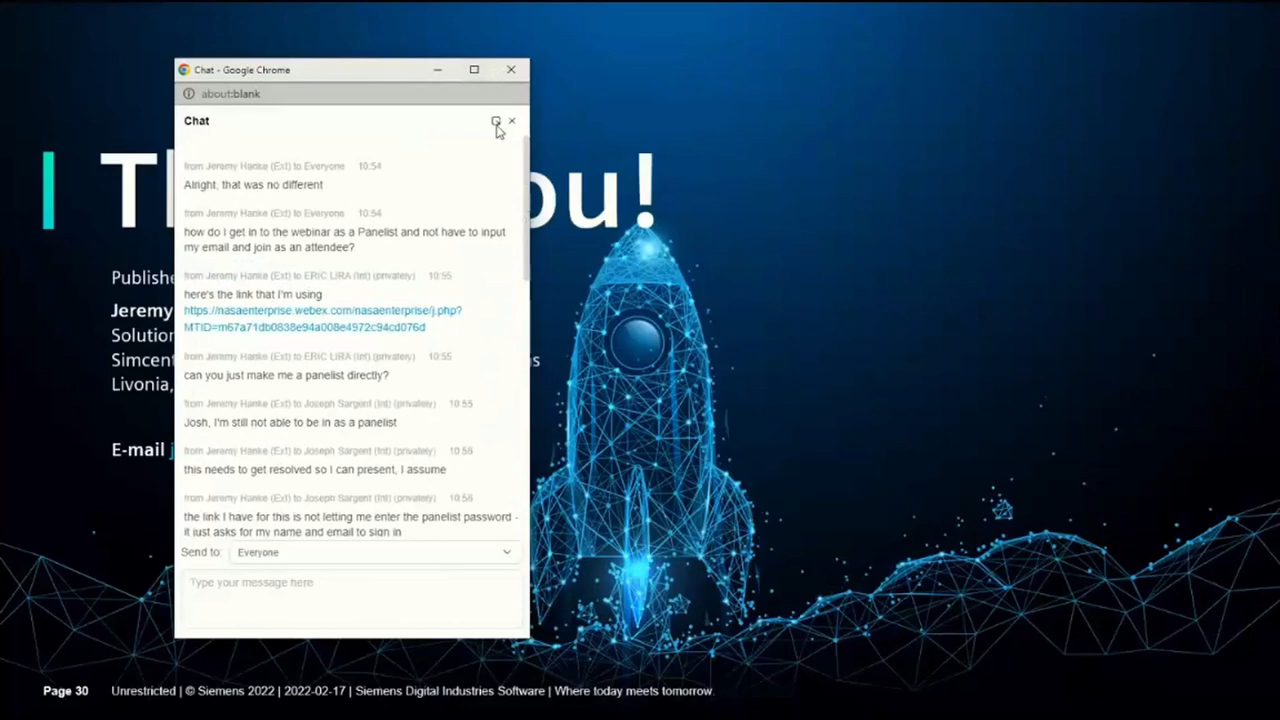 Chat - Google Chrome
about:blank
Chat
from Jeremy Hanke (Ext) to Everyone 10:54
Alright, that was no different
from Jeremy Hanke (Ext) to Everyone 10:54
how do I get in to the webinar as a Panelist and not have to input
my email and join as an attendee?
from Jeremy Hanke (Ext) to ERIC LIRA (Int) (privately) 10:55
here's the link that I'm using
https://nasaenterprise.webex.com/nasaenterprise/j.php?
MTID=m67a71db0838e94a008e4972c94cd076d
from Jeremy Hanke (Ext) to ERIC LIRA (Int) (privately) 10:55
can you just make me a panelist directly?
from Jeremy Hanke (Ext) to Joseph Sargent (Int) (privately) 10:55
Josh, I'm still not able to be in as a panelist
from Jeremy Hanke (Ext) to Joseph Sargent (Int) (privately) 10:56
this needs to get resolved so I can present, I assume
from Jeremy Hanke (Ext) to Joseph Sargent (Int) (privately) 10:56
the link I have for this is not letting me enter the panelist password -
it just asks for my name and email to sign in
Send to: Everyone
Type your message here
Th ou!
Publishe
Jeremy
Solution
Simcent s
Livonia,
E-mail j
Page 30 Unrestricted | © Siemens 2022 | 2022-02-17 | Siemens Digital Industries Software | Where today meets tomorrow.